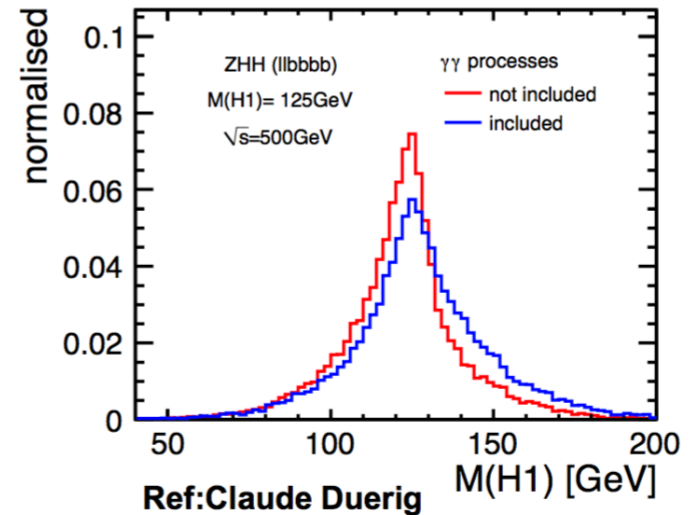 normalised
0.1
0.08
0.06
0.04
0.02
0
ZHH (llbbbb)
M(H1)= 125GeV
√s=500GeV
γγ processes
not included
included
50
100
150
200
M(H1) [GeV]
Ref:Claude Duerig